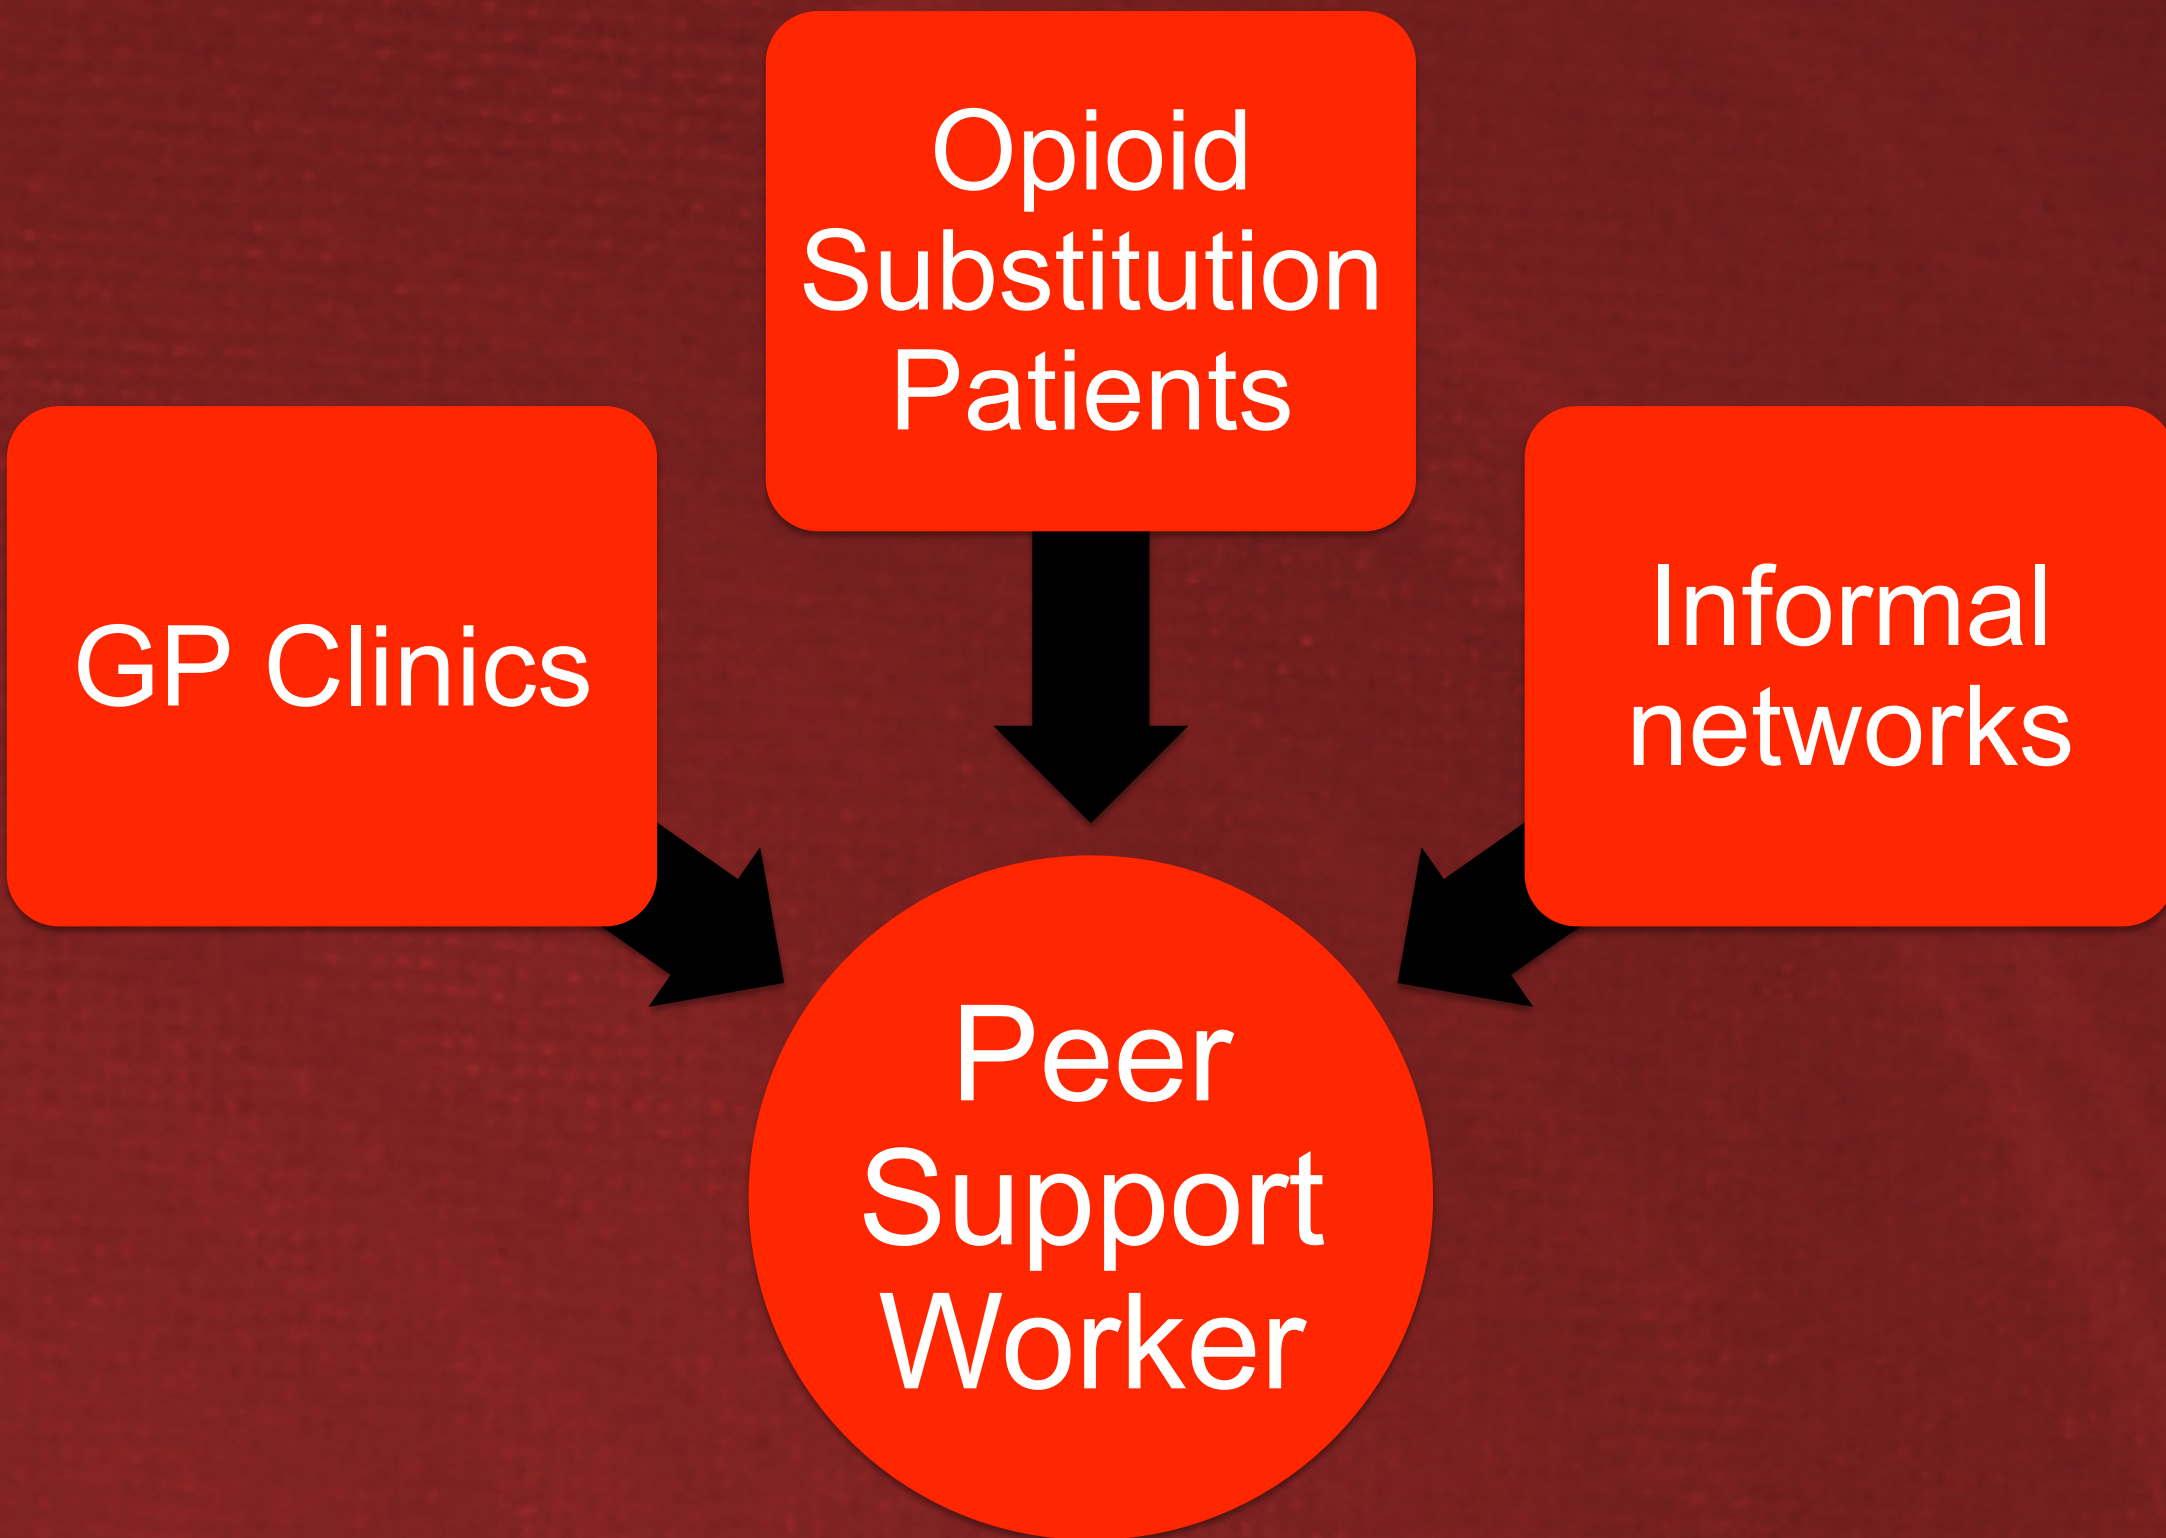 Opioid
Substitution
Patients
GP Clinics
Informal
networks
Peer
Support
Worker